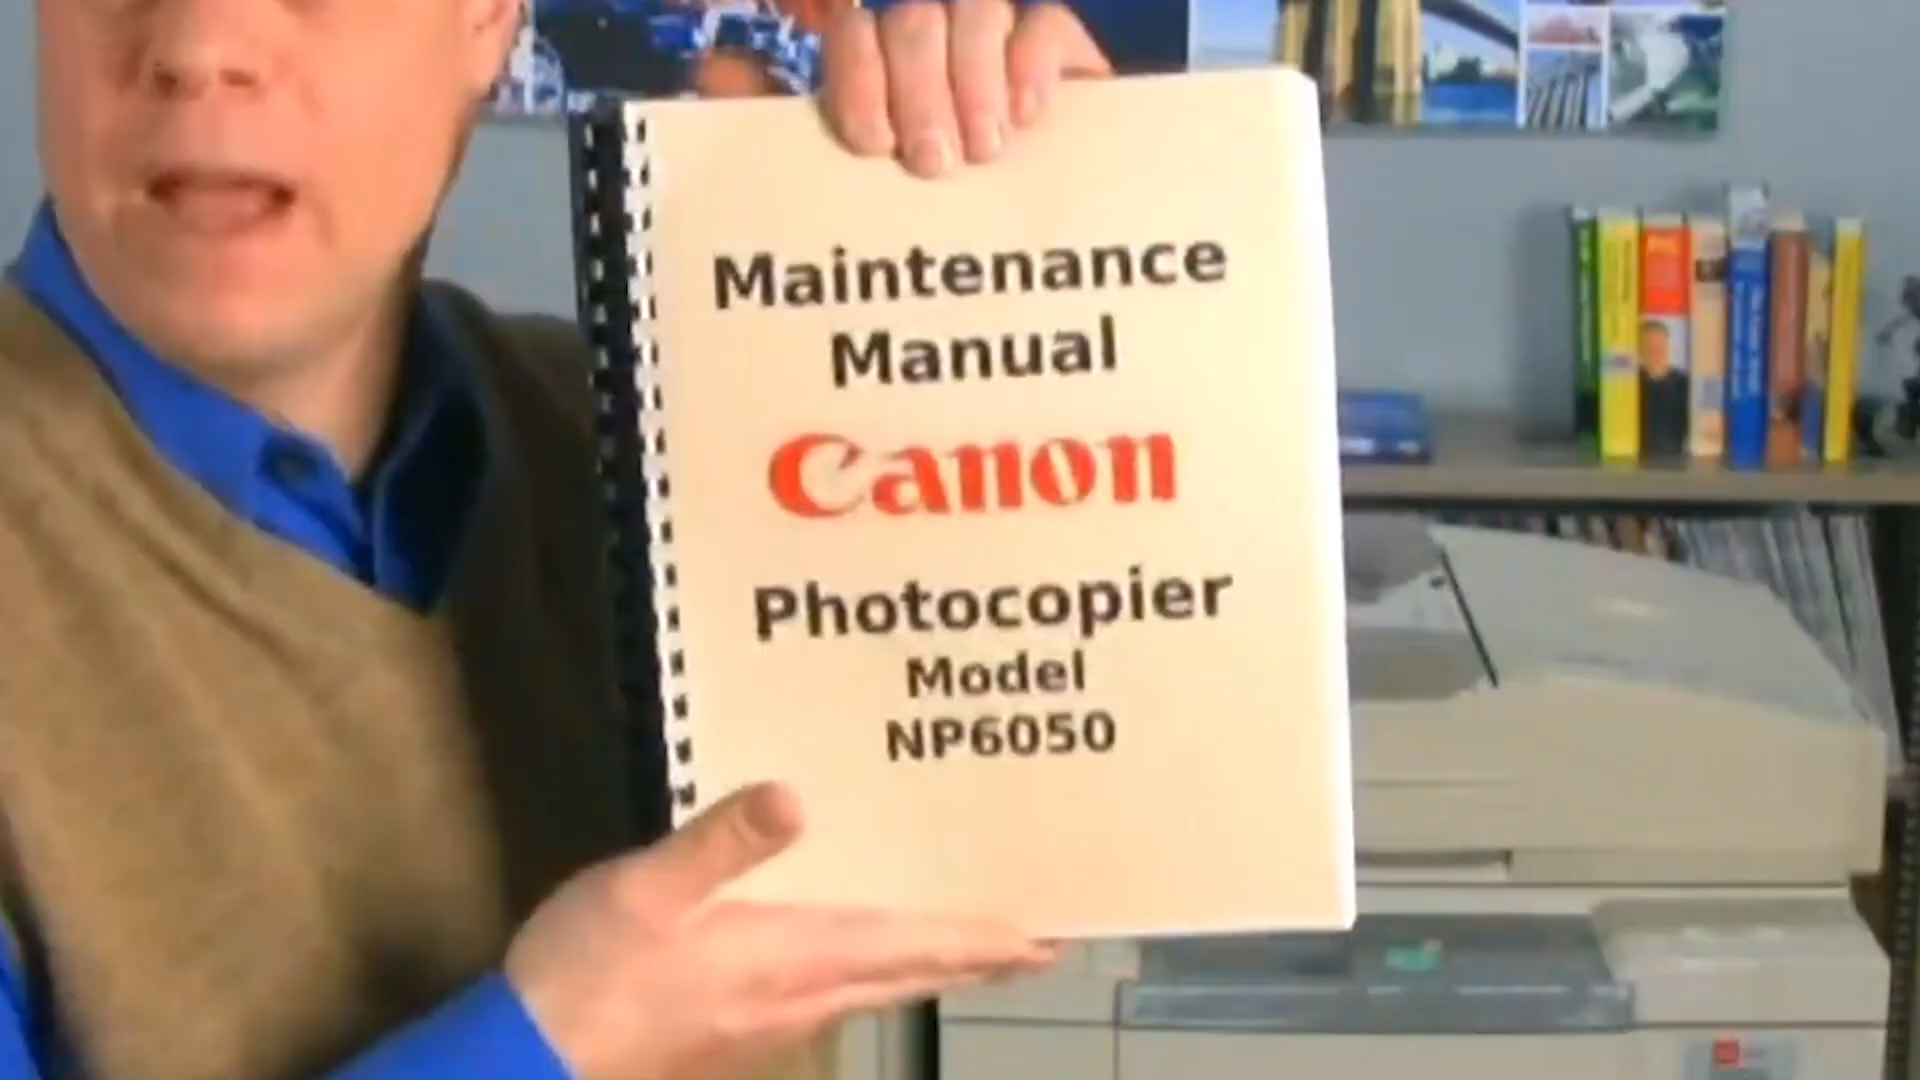 Maintenance
Manual
Canon
Photocopier
Model
NP6050